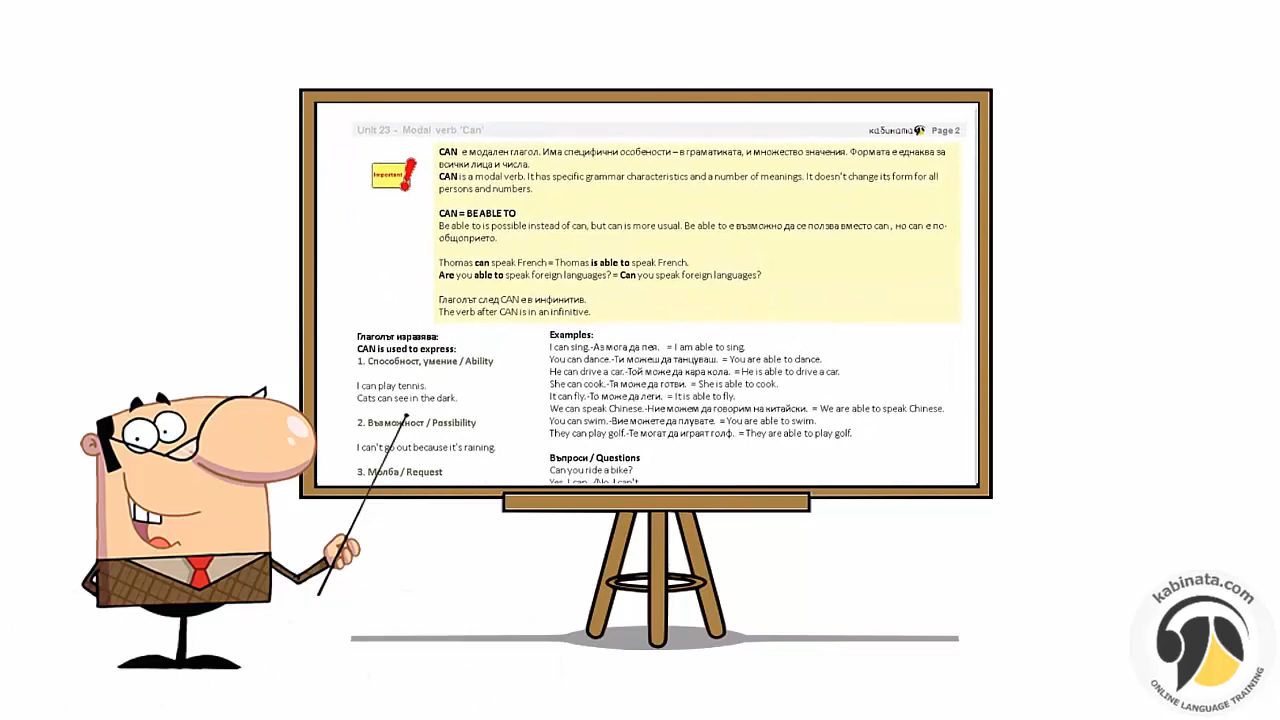 Unit 23 - Modal verb 'Can'
кабината Page 2
Important
CAN е модален глагол. Има специфични особености – в граматиката, и множество значения. Формата е еднаква за
всички лица и числа.
CAN is a modal verb. It has specific grammar characteristics and a number of meanings. It doesn't change its form for all
persons and numbers.
CAN = BE ABLE TO
Be able to is possible instead of can, but can is more usual. Be able to е възможно да се ползва вместо can, но can е по-
общоприето.
Thomas can speak French = Thomas is able to speak French.
Are you able to speak foreign languages? = Can you speak foreign languages?
Глаголът след CAN е в инфинитив.
The verb after CAN is in an infinitive.
Глаголът изразява:
CAN is used to express:
1. Способност, умение / Ability
I can play tennis.
Cats can see in the dark.
2. Възможност / Possibility
I can't go out because it's raining.
3. Молба / Request
Examples:
I can sing.-Аз мога да пея. = I am able to sing.
You can dance.-Ти можеш да танцуваш. = You are able to dance.
He can drive a car.-Той може да кара кола. = He is able to drive a car.
She can cook.-Тя може да готви. = She is able to cook.
It can fly.-То може да леги. = It is able to fly.
We can speak Chinese.-Ние можем да говорим на китайски. = We are able to speak Chinese.
You can swim.-Вие можете да плувате. = You are able to swim.
They can play golf.-Те могат да играят голф. = They are able to play golf.
Въпроси / Questions
Can you ride a bike?
Yes, I can. /No, I can't.
kabinata.com
ONLINE LANGUAGE TRAINING